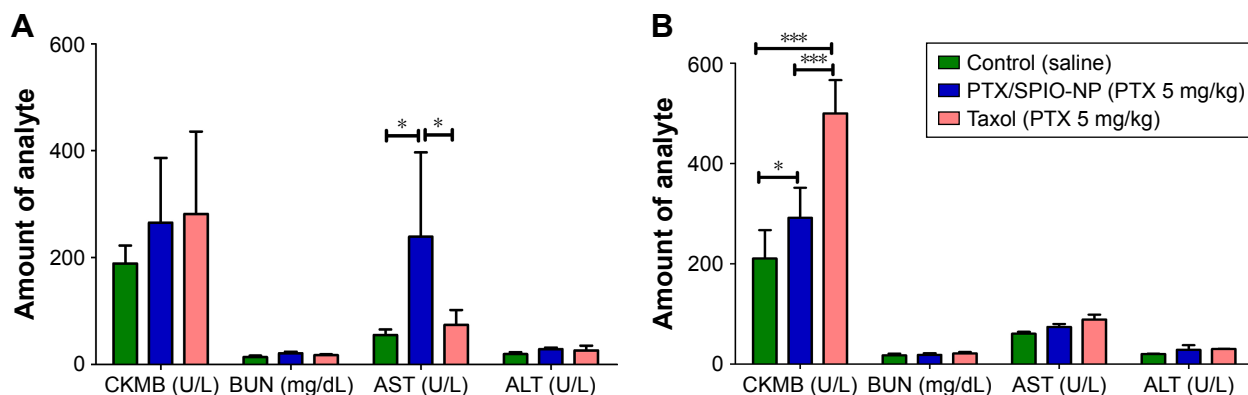 A
Amount of analyte
600
400
200
0
*
*
CKMB (U/L)
BUN (mg/dL)
AST (U/L)
ALT (U/L)
B
Amount of analyte
600
400
200
0
***
***
*
CKMB (U/L)
BUN (mg/dL)
AST (U/L)
ALT (U/L)
Control (saline)
PTX/SPIO-NP (PTX 5 mg/kg)
Taxol (PTX 5 mg/kg)